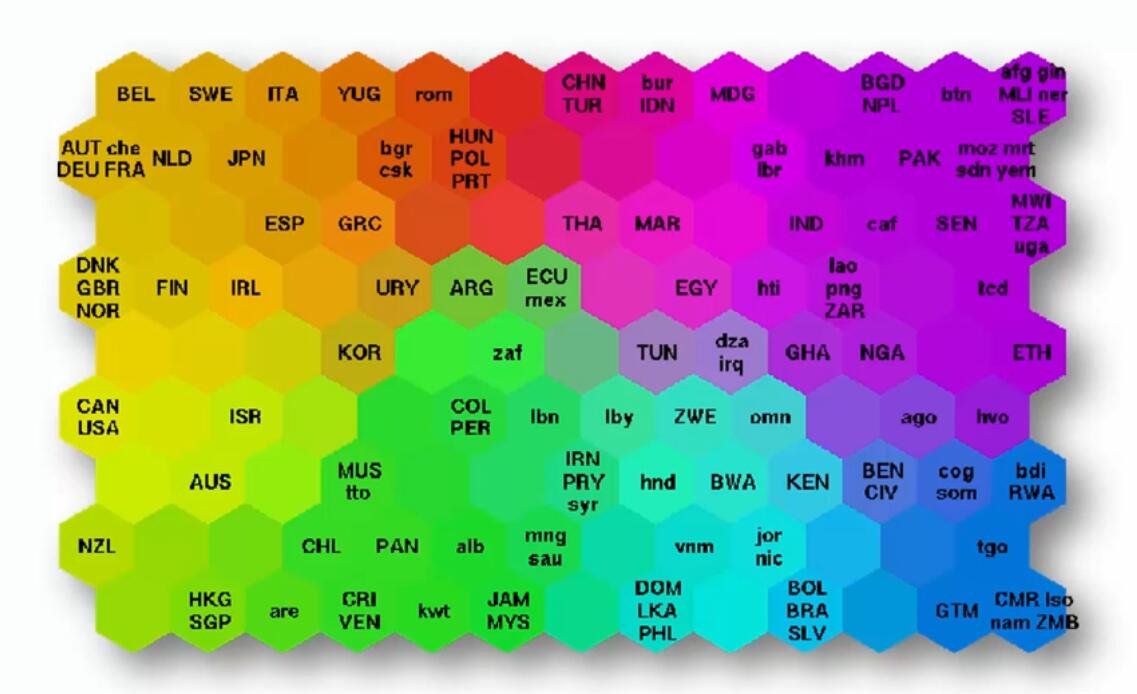 BEL SWE ITA YUG rom CHN TUR bur IDN MDG BGD NPL btn afg gin MLI ner SLE
AUT che DEU FRA NLD JPN bgr csk HUN POL PRT gab lbr khm PAK moz mrt sdn yem
ESP GRC THA MAR IND caf SEN MWI TZA uga
DNK GBR NOR FIN IRL URY ARG ECU mex EGY hti lao png ZAR tcd
KOR zaf TUN dza irq GHA NGA ETH
CAN USA ISR COL PER lbn lby ZWE omn ago hvo
AUS MUS tto IRN PRY syr hnd BWA KEN BEN CIV cog som bdi RWA
NZL CHL PAN alb mng sau vnm jor nic tgo
HKG SGP are CRI VEN kwt JAM MYS DOM LKA PHL BOL BRA SLV GTM CMR lso nam ZMB